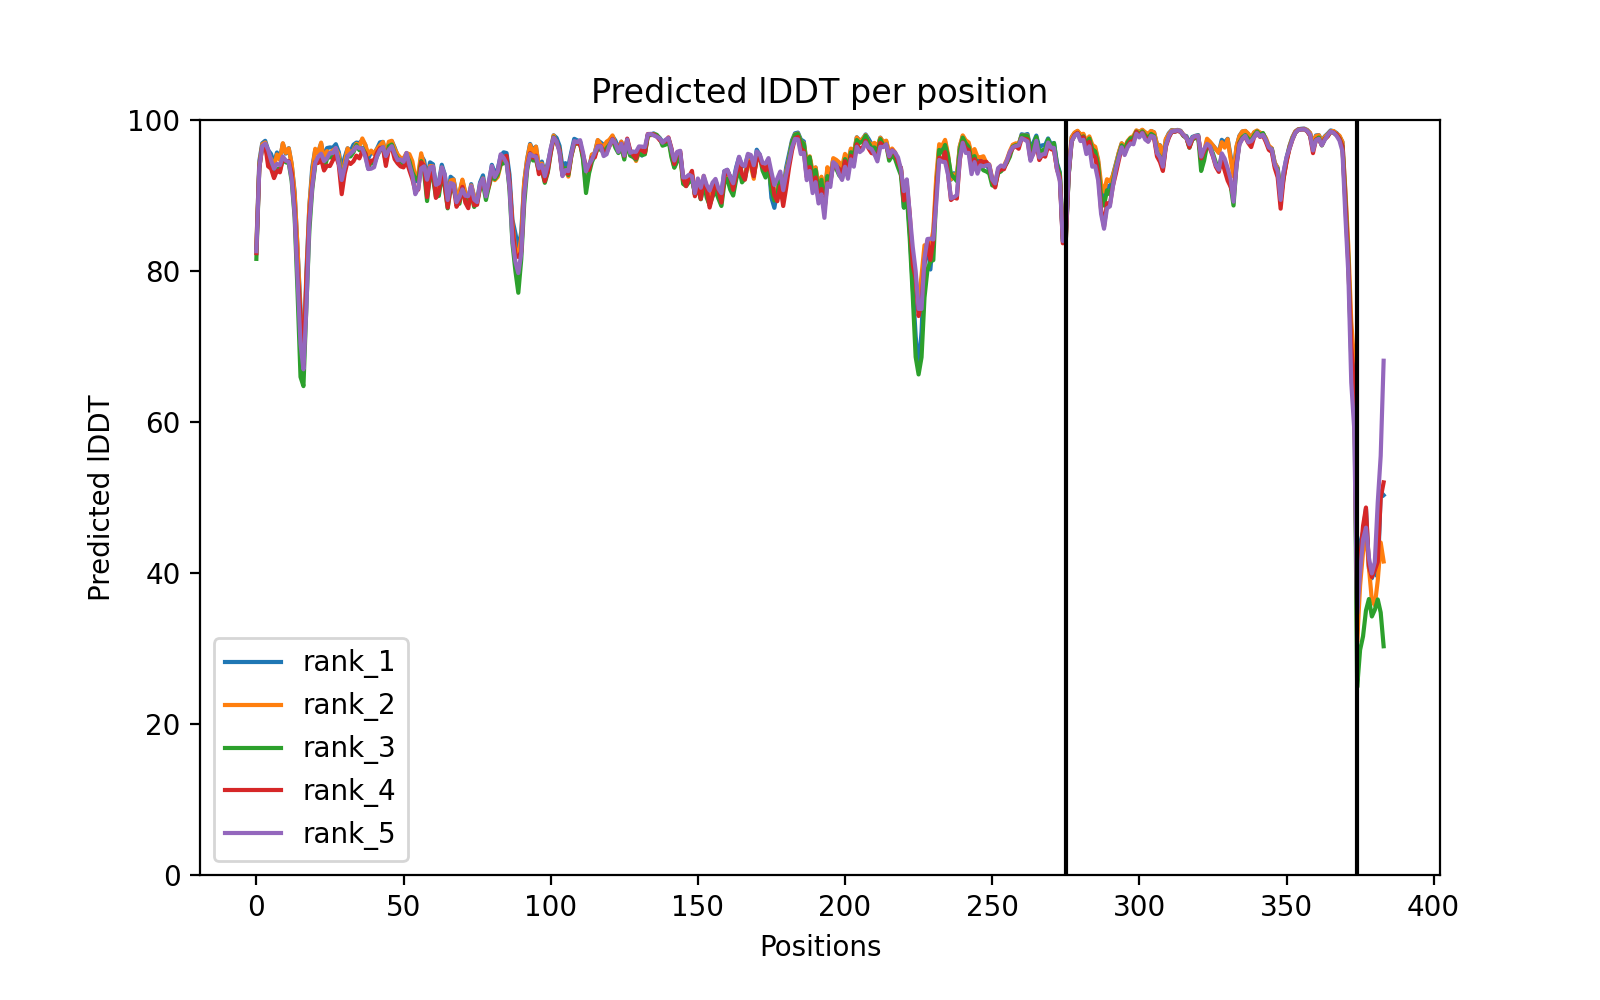 Predicted lDDT per position
100
80
60
40
20
0
Predicted lDDT
rank_1
rank_2
rank_3
rank_4
rank_5
0 50 100 150 200 250 300 350 400
Positions